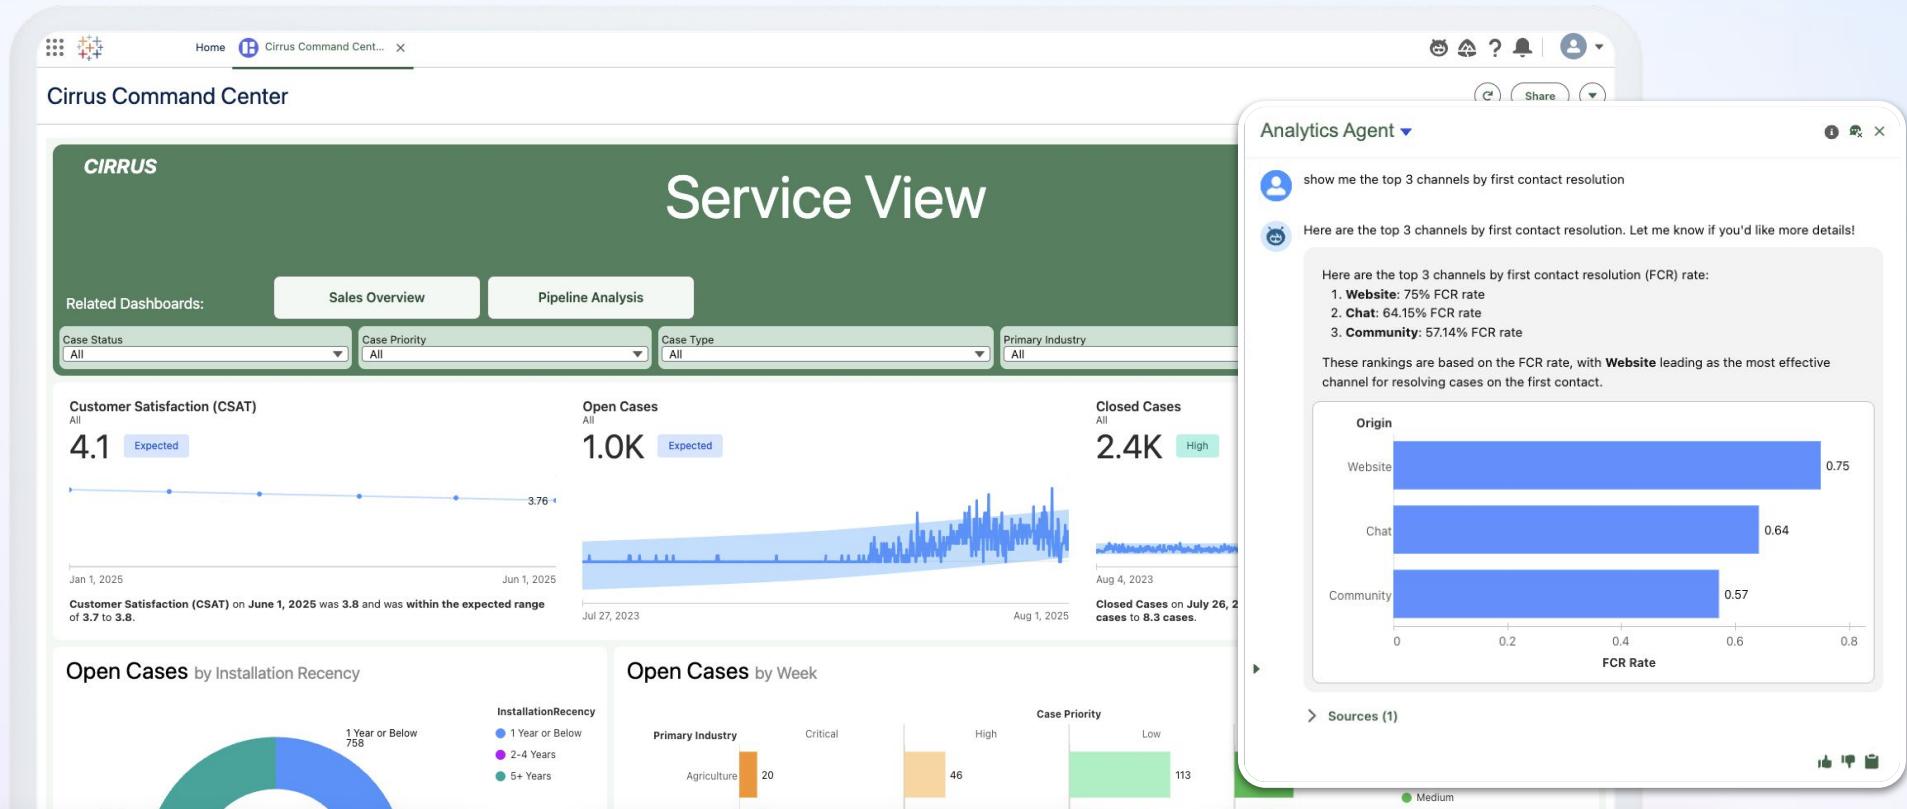 Home
Cirrus Command Cent...
Cirrus Command Center
Share
CIRRUS
Service View
Related Dashboards:
Sales Overview
Pipeline Analysis
Case Status
All
Case Priority
All
Case Type
All
Primary Industry
All
Customer Satisfaction (CSAT)
All
4.1 Expected
3.76
Jan 1, 2025 Jun 1, 2025
Customer Satisfaction (CSAT) on June 1, 2025 was 3.8 and was within the expected range
of 3.7 to 3.8.
Open Cases
All
1.0K Expected
Jul 27, 2023 Aug 1, 2025
Closed Cases
All
2.4K High
Aug 4, 2023
Closed Cases on July 26, 2
cases to 8.3 cases.
Open Cases by Installation Recency
InstallationRecency
1 Year or Below
2-4 Years
5+ Years
1 Year or Below
758
Open Cases by Week
Case Priority
Primary Industry Critical High Low
Agriculture 20 46 113
Medium
Analytics Agent
show me the top 3 channels by first contact resolution
Here are the top 3 channels by first contact resolution. Let me know if you'd like more details!
Here are the top 3 channels by first contact resolution (FCR) rate:
1. Website: 75% FCR rate
2. Chat: 64.15% FCR rate
3. Community: 57.14% FCR rate
These rankings are based on the FCR rate, with Website leading as the most effective
channel for resolving cases on the first contact.
Origin
Website 0.75
Chat 0.64
Community 0.57
0 0.2 0.4 0.6 0.8
FCR Rate
Sources (1)